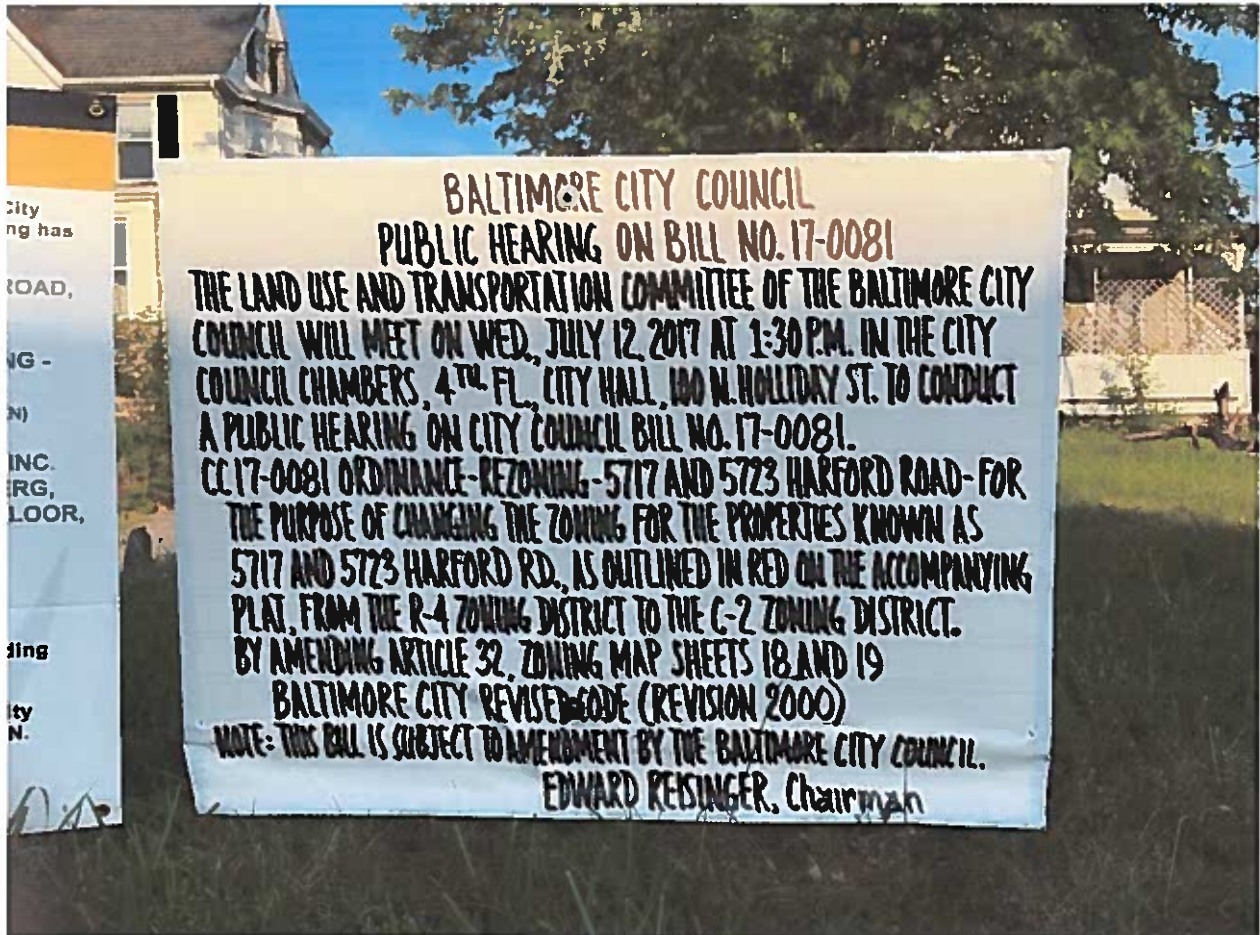 City
ng has
ROAD,
NG -
N)
INC.
ERG,
LOOR,
ding
ity
N.
BALTIMORE CITY COUNCIL
PUBLIC HEARING ON BILL NO. 17-0081
THE LAND USE AND TRANSPORTATION COMMITTEE OF THE BALTIMORE CITY
COUNCIL WILL MEET ON WED., JULY 12, 2017 AT 1:30 P.M. IN THE CITY
COUNCIL CHAMBERS, 4TH FL., CITY HALL, 100 N. HOLLIDAY ST. TO CONDUCT
A PUBLIC HEARING ON CITY COUNCIL BILL NO. 17-0081.
CC 17-0081 ORDINANCE-REZONING-5717 AND 5723 HARFORD ROAD-FOR
THE PURPOSE OF CHANGING THE ZONING FOR THE PROPERTIES KNOWN AS
5717 AND 5723 HARFORD RD., AS OUTLINED IN RED ON THE ACCOMPANYING
PLAT, FROM THE R-4 ZONING DISTRICT TO THE C-2 ZONING DISTRICT.
BY AMENDING ARTICLE 32, ZONING MAP SHEETS 18 AND 19
BALTIMORE CITY REVISED CODE (REVISION 2000)
NOTE: THIS BILL IS SUBJECT TO AMENDMENT BY THE BALTIMORE CITY COUNCIL.
EDWARD REISINGER, Chairman